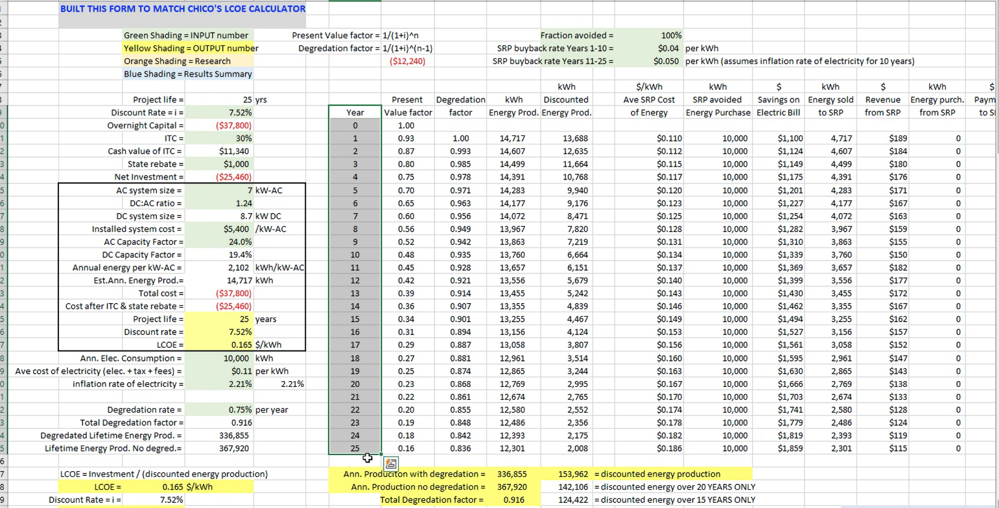 BUILT THIS FORM TO MATCH CHICO'S LCOE CALCULATOR
Green Shading = INPUT number Present Value factor = 1/(1+i)^n Fraction avoided = 100%
Yellow Shading = OUTPUT number Degredation factor = 1/(1+i)^(n-1) SRP buyback rate Years 1-10 = $0.04 per kWh
Orange Shading = Research ($12,240) SRP buyback rate Years 11-25 = $0.050 per kWh (assumes inflation rate of electricity for 10 years)
Blue Shading = Results Summary
kWh $/kWh kWh $ kWh $ kWh $
Project life = 25 yrs Present Degredation kWh Discounted Ave SRP Cost SRP avoided Savings on Energy sold Revenue Energy purch. Paym
Discount Rate = i = 7.52% Year Value factor factor Energy Prod. Energy Prod. of Energy Energy Purchase Electric Bill to SRP from SRP from SRP to S
Overnight Capital = ($37,800) 0 1.00
ITC = 30% 1 0.93 1.00 14,717 13,688 $0.110 10,000 $1,100 4,717 $189 0
Cash value of ITC = $11,340 2 0.87 0.993 14,607 12,635 $0.112 10,000 $1,124 4,607 $184 0
State rebate = $1,000 3 0.80 0.985 14,499 11,664 $0.115 10,000 $1,149 4,499 $180 0
Net Investment = ($25,460) 4 0.75 0.978 14,391 10,768 $0.117 10,000 $1,175 4,391 $176 0
AC system size = 7 kW-AC 5 0.70 0.971 14,283 9,940 $0.120 10,000 $1,201 4,283 $171 0
DC:AC ratio = 1.24 6 0.65 0.963 14,177 9,176 $0.123 10,000 $1,227 4,177 $167 0
DC system size = 8.7 kW DC 7 0.60 0.956 14,072 8,471 $0.125 10,000 $1,254 4,072 $163 0
Installed system cost = $5,400 /kW-AC 8 0.56 0.949 13,967 7,820 $0.128 10,000 $1,282 3,967 $159 0
AC Capacity Factor = 24.0% 9 0.52 0.942 13,863 7,219 $0.131 10,000 $1,310 3,863 $155 0
DC Capacity Factor = 19.4% 10 0.48 0.935 13,760 6,664 $0.134 10,000 $1,339 3,760 $150 0
Annual energy per kW-AC = 2,102 kWh/kW-AC 11 0.45 0.928 13,657 6,151 $0.137 10,000 $1,369 3,657 $182 0
Est.Ann. Energy Prod.= 14,717 kWh 12 0.42 0.921 13,556 5,679 $0.140 10,000 $1,399 3,556 $177 0
Total cost = ($37,800) 13 0.39 0.914 13,455 5,242 $0.143 10,000 $1,430 3,455 $172 0
Cost after ITC & state rebate = ($25,460) 14 0.36 0.907 13,355 4,839 $0.146 10,000 $1,462 3,355 $167 0
Project life = 25 years 15 0.34 0.901 13,255 4,467 $0.149 10,000 $1,494 3,255 $162 0
Discount rate = 7.52% 16 0.31 0.894 13,156 4,124 $0.153 10,000 $1,527 3,156 $157 0
LCOE = 0.165 $/kWh 17 0.29 0.887 13,058 3,807 $0.156 10,000 $1,561 3,058 $152 0
Ann. Elec. Consumption = 10,000 kWh 18 0.27 0.881 12,961 3,514 $0.160 10,000 $1,595 2,961 $147 0
Ave cost of electricity (elec. + tax + fees) = $0.11 per kWh 19 0.25 0.874 12,865 3,244 $0.163 10,000 $1,630 2,865 $143 0
inflation rate of electricity = 2.21% 2.21% 20 0.23 0.868 12,769 2,995 $0.167 10,000 $1,666 2,769 $138 0
21 0.22 0.861 12,674 2,765 $0.170 10,000 $1,703 2,674 $133 0
Degredation rate = 0.75% per year 22 0.20 0.855 12,580 2,552 $0.174 10,000 $1,741 2,580 $128 0
Total Degredation factor = 0.916 23 0.19 0.848 12,486 2,356 $0.178 10,000 $1,779 2,486 $124 0
Degredated Lifetime Energy Prod. = 336,855 24 0.18 0.842 12,393 2,175 $0.182 10,000 $1,819 2,393 $119 0
Lifetime Energy Prod. No degred.= 367,920 25 0.16 0.836 12,301 2,008 $0.186 10,000 $1,859 2,301 $115 0
LCOE = Investment / (discounted energy production) Ann. Produciton with degredation = 336,855 153,962 = discounted energy production
LCOE = 0.165 $/kWh Ann. Production no degredation = 367,920 142,106 = discounted energy over 20 YEARS ONLY
Discount Rate = i = 7.52% Total Degredation factor = 0.916 124,422 = discounted energy over 15 YEARS ONLY